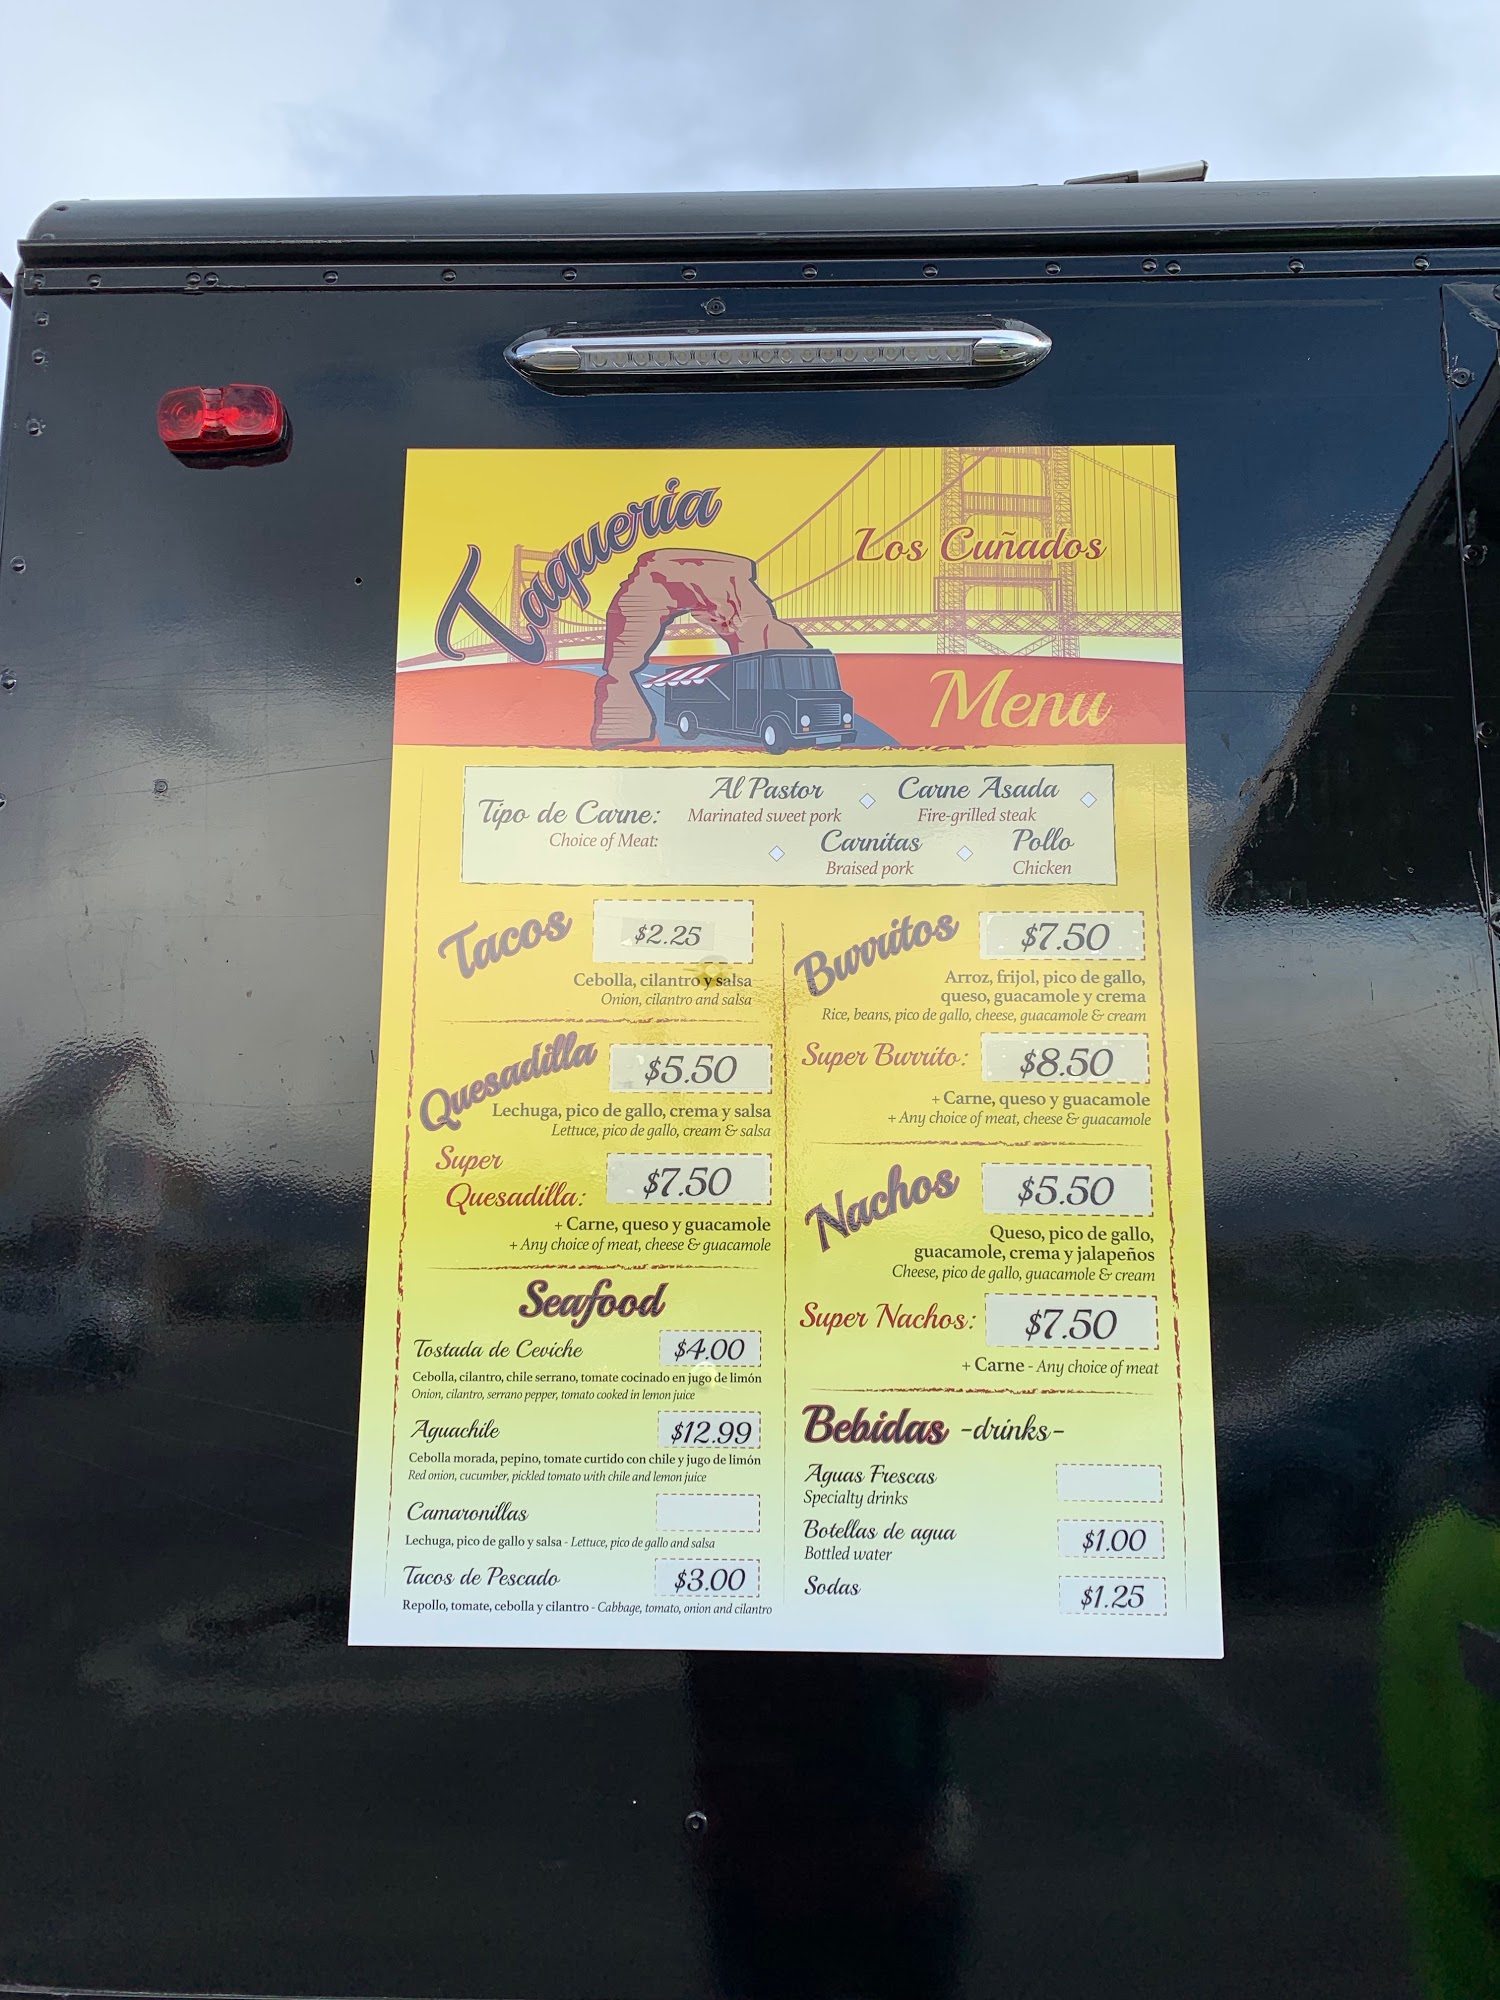 Taqueria
Los Cuñados
Menu
Tipo de Carne:
Choice of Meat:
Al Pastor
Marinated sweet pork
Carne Asada
Fire-grilled steak
Carnitas
Braised pork
Pollo
Chicken
Tacos $2.25
Cebolla, cilantro y salsa
Onion, cilantro and salsa
Quesadilla $5.50
Lechuga, pico de gallo, crema y salsa
Lettuce, pico de gallo, cream & salsa
Super
Quesadilla: $7.50
+ Carne, queso y guacamole
+ Any choice of meat, cheese & guacamole
Seafood
Tostada de Ceviche $4.00
Cebolla, cilantro, chile serrano, tomate cocinado en jugo de limón
Onion, cilantro, serrano pepper, tomato cooked in lemon juice
Aguachile $12.99
Cebolla morada, pepino, tomate curtido con chile y jugo de limón
Red onion, cucumber, pickled tomato with chile and lemon juice
Camaronillas
Lechuga, pico de gallo y salsa - Lettuce, pico de gallo and salsa
Tacos de Pescado $3.00
Repollo, tomate, cebolla y cilantro - Cabbage, tomato, onion and cilantro
Burritos $7.50
Arroz, frijol, pico de gallo,
queso, guacamole y crema
Rice, beans, pico de gallo, cheese, guacamole & cream
Super Burrito: $8.50
+ Carne, queso y guacamole
+ Any choice of meat, cheese & guacamole
Nachos $5.50
Queso, pico de gallo,
guacamole, crema y jalapeños
Cheese, pico de gallo, guacamole & cream
Super Nachos: $7.50
+ Carne - Any choice of meat
Bebidas -drinks-
Aguas Frescas
Specialty drinks
Botellas de agua $1.00
Bottled water
Sodas $1.25